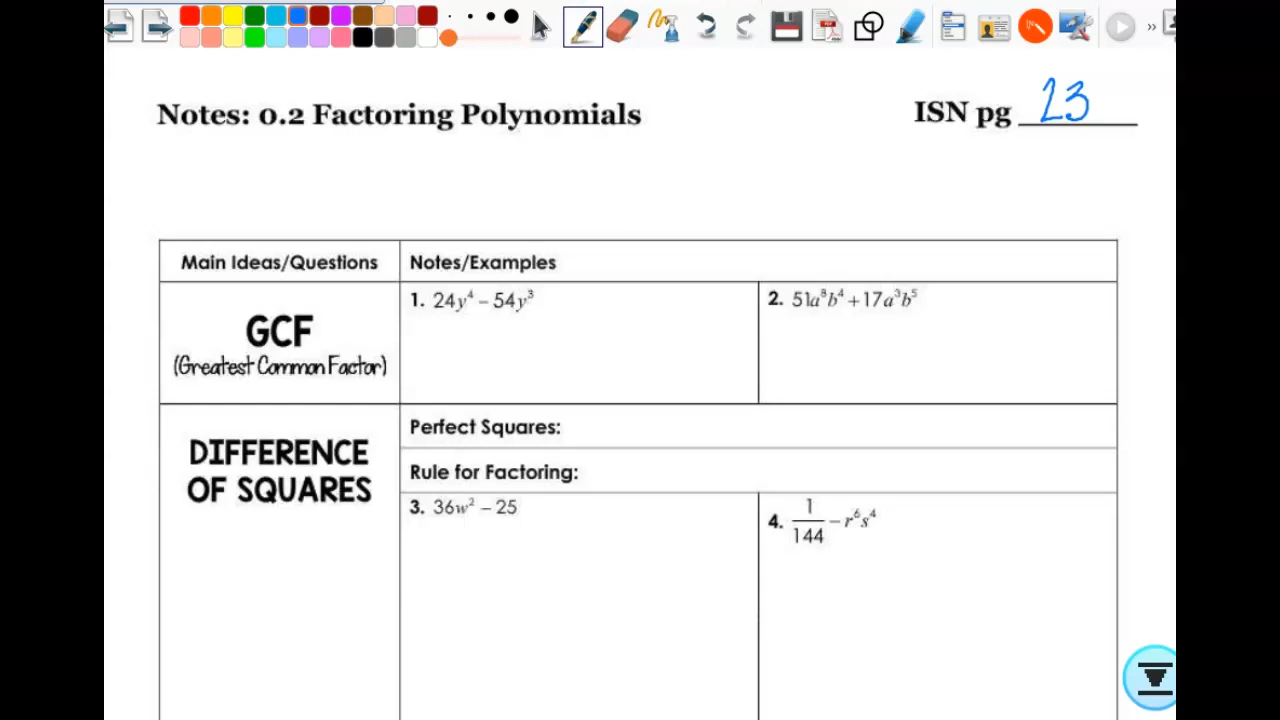 Notes: 0.2 Factoring Polynomials
ISN pg 23
Main Ideas/Questions
Notes/Examples
GCF
(Greatest Common Factor)
1. 24y⁴ − 54y³
2. 51a⁸b⁴ + 17a³b⁵
DIFFERENCE
OF SQUARES
Perfect Squares:
Rule for Factoring:
3. 36w² − 25
4. 1/144 − r⁶s⁴